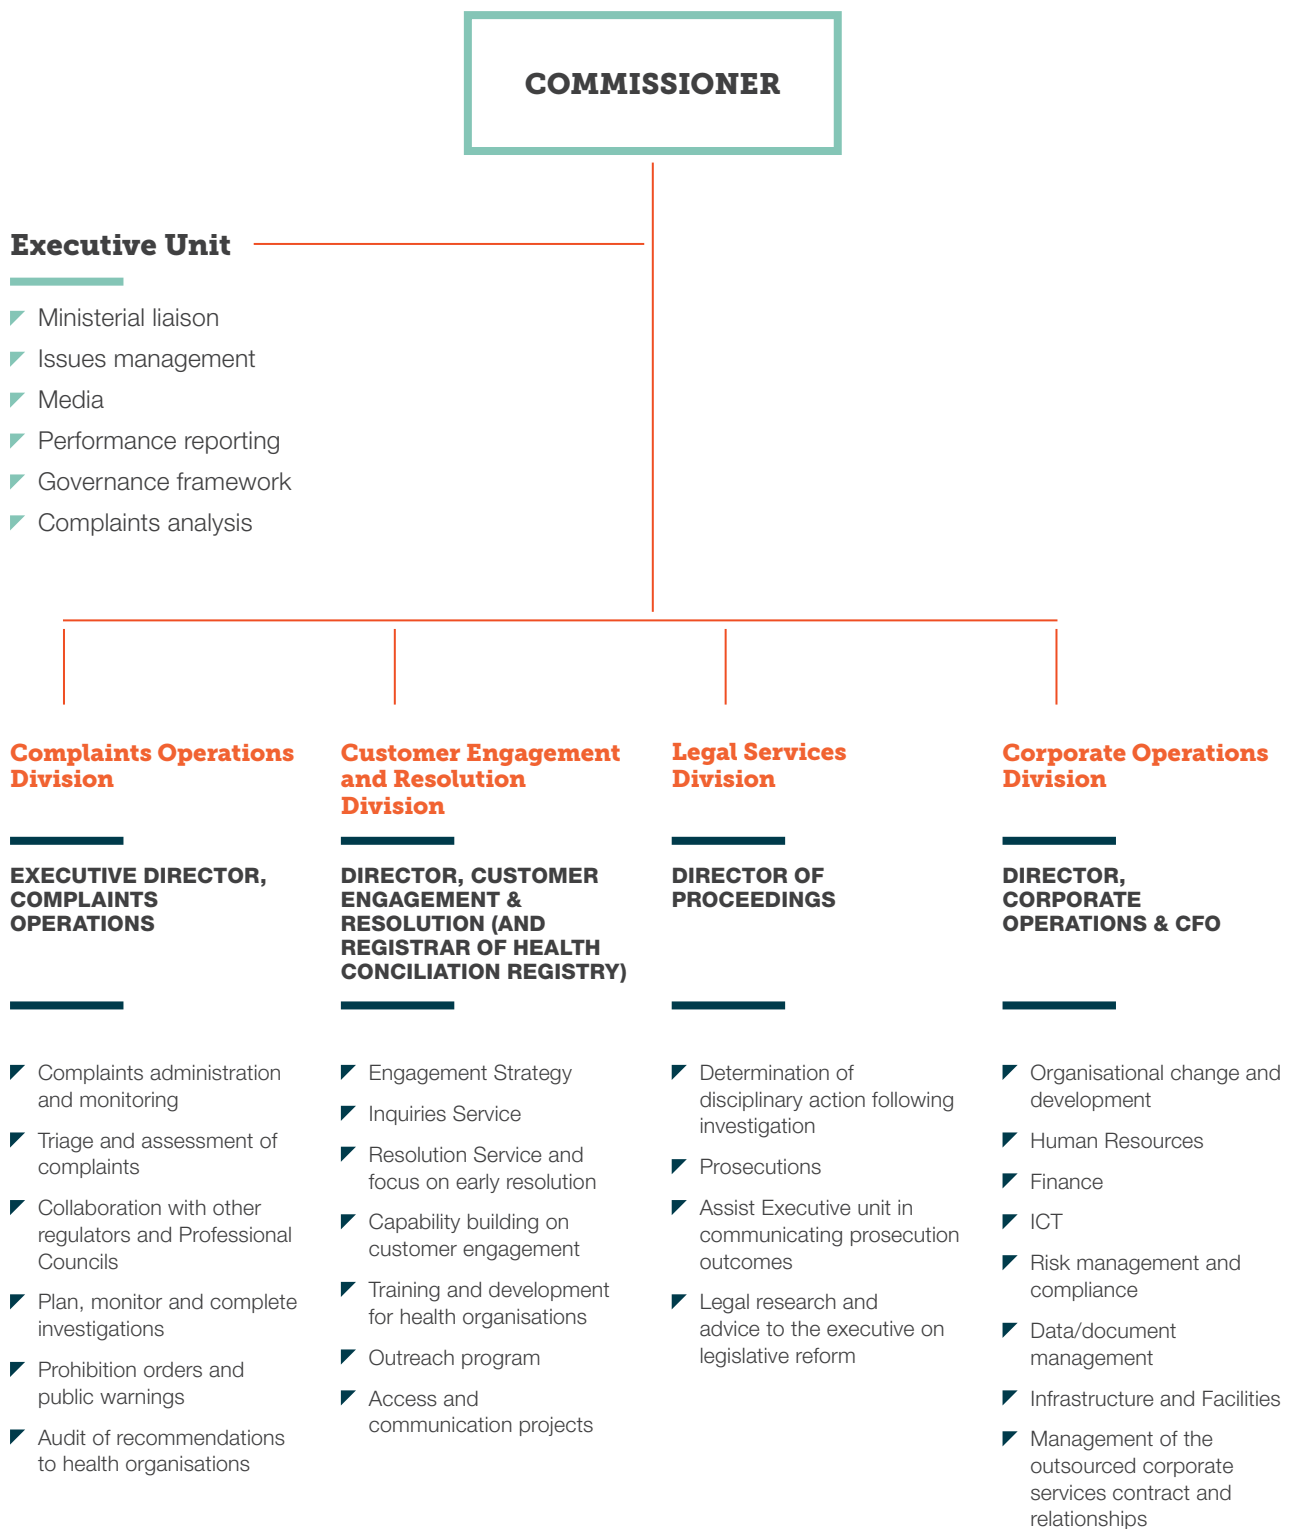 COMMISSIONER
Executive Unit
Ministerial liaison
Issues management
Media
Performance reporting
Governance framework
Complaints analysis
Complaints Operations
Division
EXECUTIVE DIRECTOR,
COMPLAINTS
OPERATIONS
Complaints administration
and monitoring
Triage and assessment of
complaints
Collaboration with other
regulators and Professional
Councils
Plan, monitor and complete
investigations
Prohibition orders and
public warnings
Audit of recommendations
to health organisations
Customer Engagement
and Resolution
Division
DIRECTOR, CUSTOMER
ENGAGEMENT &
RESOLUTION (AND
REGISTRAR OF HEALTH
CONCILIATION REGISTRY)
Engagement Strategy
Inquiries Service
Resolution Service and
focus on early resolution
Capability building on
customer engagement
Training and development
for health organisations
Outreach program
Access and
communication projects
Legal Services
Division
DIRECTOR OF
PROCEEDINGS
Determination of
disciplinary action following
investigation
Prosecutions
Assist Executive unit in
communicating prosecution
outcomes
Legal research and
advice to the executive on
legislative reform
Corporate Operations
Division
DIRECTOR,
CORPORATE
OPERATIONS & CFO
Organisational change and
development
Human Resources
Finance
ICT
Risk management and
compliance
Data/document
management
Infrastructure and Facilities
Management of the
outsourced corporate
services contract and
relationships